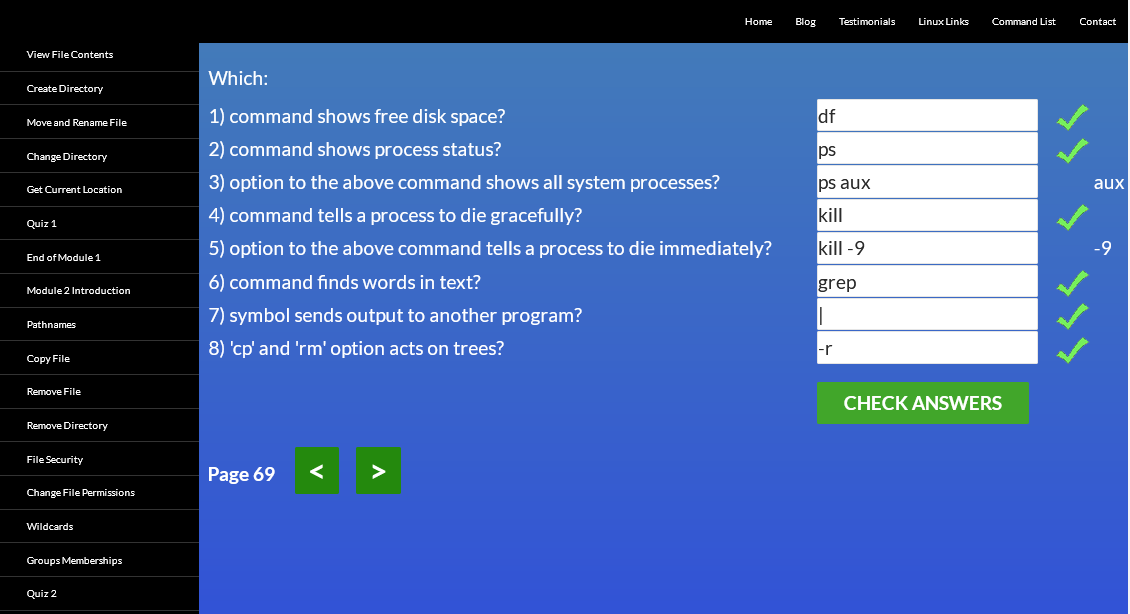 Home Blog Testimonials Linux Links Command List Contact
View File Contents
Create Directory
Move and Rename File
Change Directory
Get Current Location
Quiz 1
End of Module 1
Module 2 Introduction
Pathnames
Copy File
Remove File
Remove Directory
File Security
Change File Permissions
Wildcards
Groups Memberships
Quiz 2
Which:
1) command shows free disk space? df
2) command shows process status? ps
3) option to the above command shows all system processes? ps aux aux
4) command tells a process to die gracefully? kill
5) option to the above command tells a process to die immediately? kill -9 -9
6) command finds words in text? grep
7) symbol sends output to another program? |
8) 'cp' and 'rm' option acts on trees? -r
CHECK ANSWERS
Page 69 < >